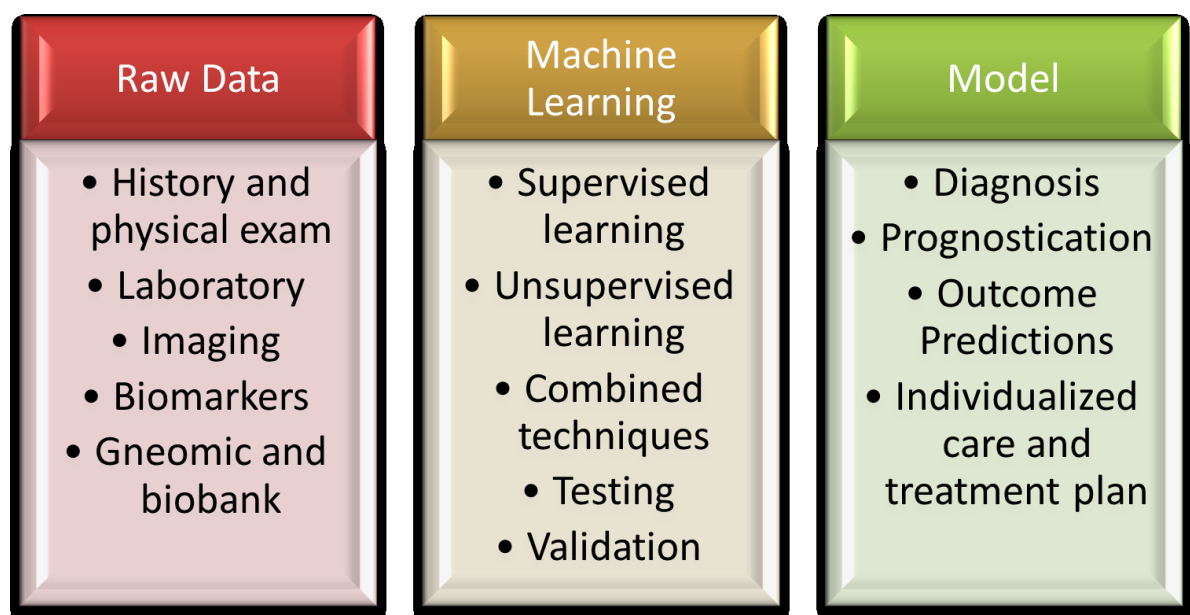 Raw Data
• History and
physical exam
• Laboratory
• Imaging
• Biomarkers
• Gneomic and
biobank
Machine
Learning
• Supervised
learning
• Unsupervised
learning
• Combined
techniques
• Testing
• Validation
Model
• Diagnosis
• Prognostication
• Outcome
Predictions
• Individualized
care and
treatment plan